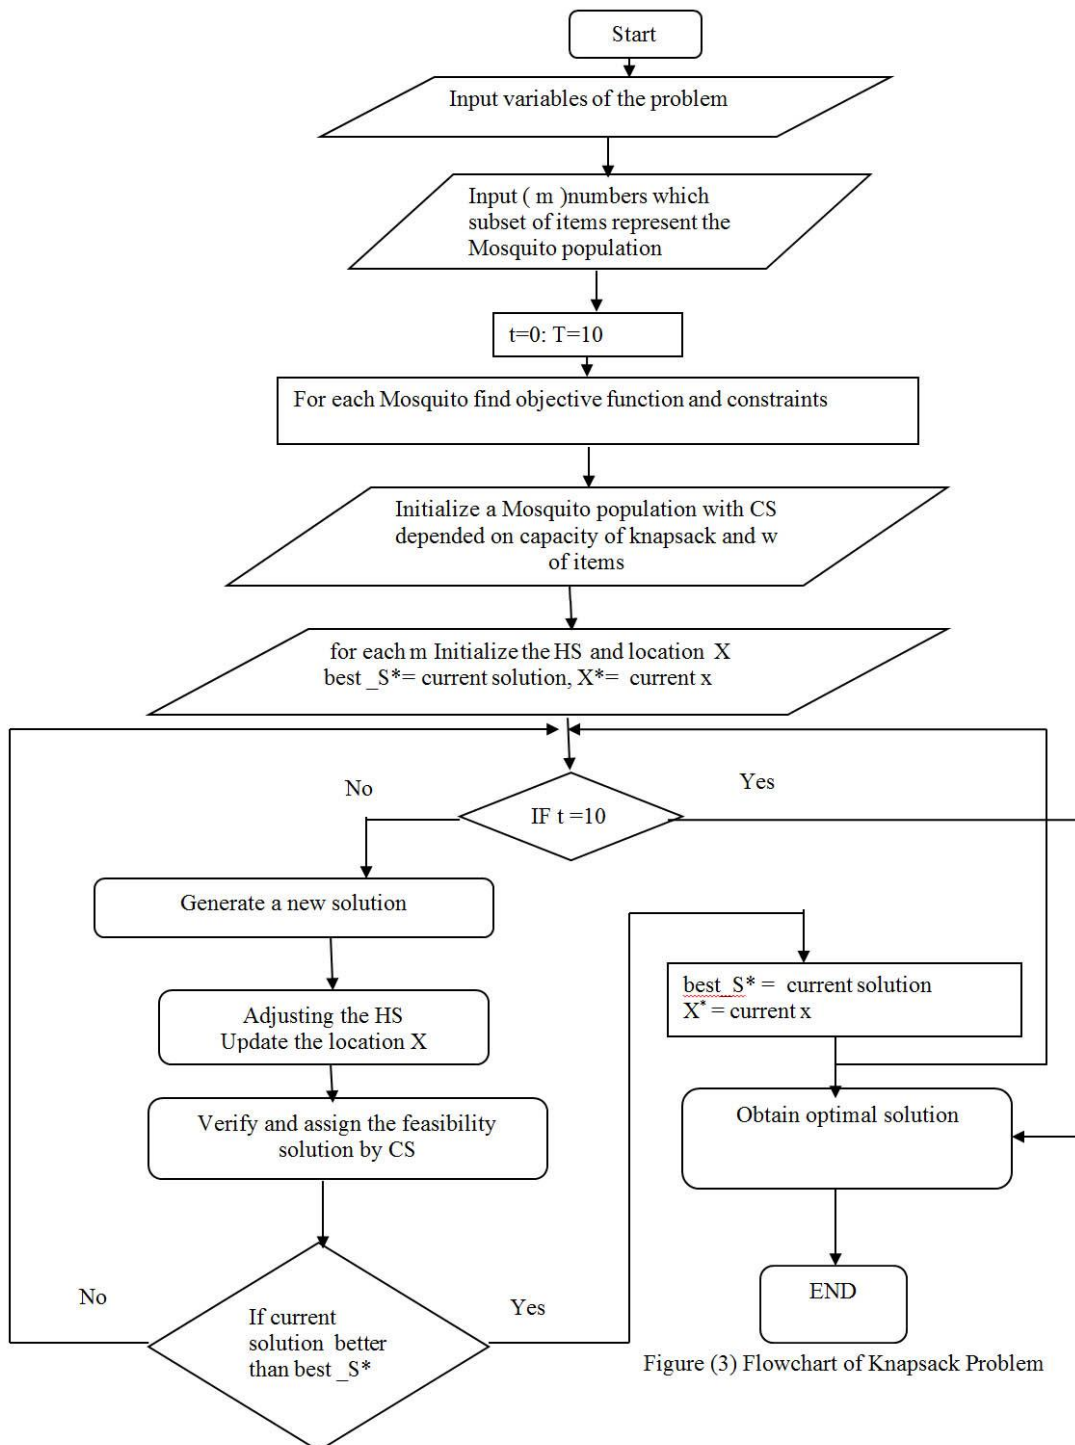 Start
Input variables of the problem
Input ( m )numbers which
subset of items represent the
Mosquito population
t=0: T=10
For each Mosquito find objective function and constraints
Initialize a Mosquito population with CS
depended on capacity of knapsack and w
of items
for each m Initialize the HS and location X
best _S*= current solution, X*= current x
No
Yes
IF t =10
Generate a new solution
Adjusting the HS
Update the location X
best_S* = current solution
X* = current x
Verify and assign the feasibility
solution by CS
Obtain optimal solution
No
Yes
If current
solution better
than best _S*
END
Figure (3) Flowchart of Knapsack Problem